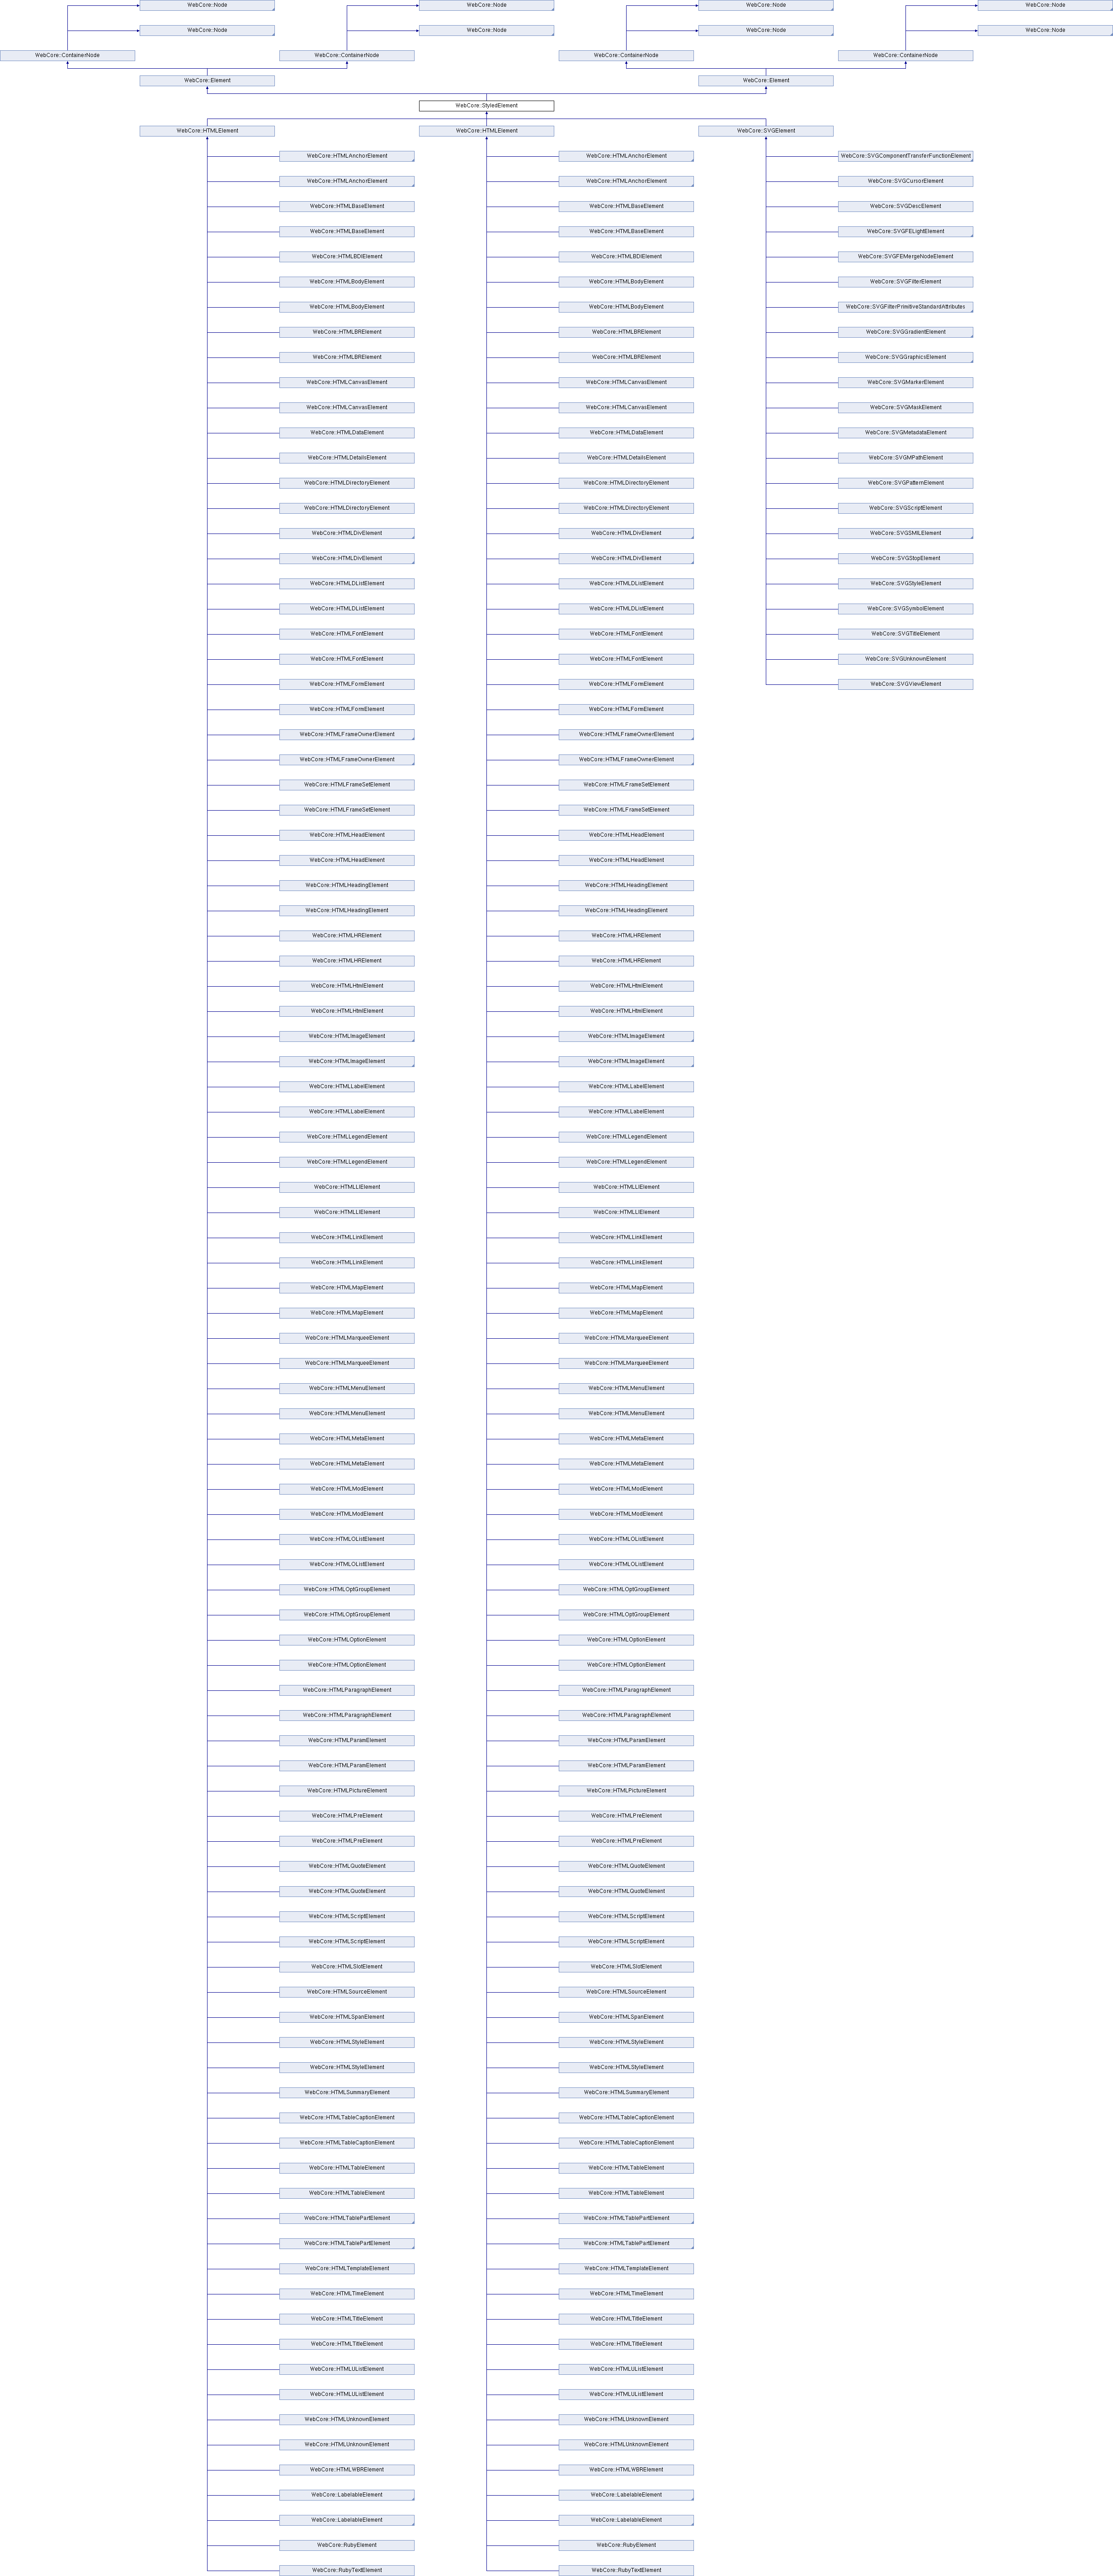 WebCore::Node WebCore::Node WebCore::Node WebCore::Node
WebCore::Node WebCore::Node WebCore::Node WebCore::Node
WebCore::ContainerNode WebCore::ContainerNode WebCore::ContainerNode WebCore::ContainerNode
WebCore::Element WebCore::Element
WebCore::StyledElement
WebCore::HTMLElement WebCore::HTMLElement WebCore::SVGElement
WebCore::HTMLAnchorElement WebCore::HTMLAnchorElement WebCore::SVGComponentTransferFunctionElement
WebCore::HTMLAnchorElement WebCore::HTMLAnchorElement WebCore::SVGCursorElement
WebCore::HTMLBaseElement WebCore::HTMLBaseElement WebCore::SVGDescElement
WebCore::HTMLBaseElement WebCore::HTMLBaseElement WebCore::SVGFELightElement
WebCore::HTMLBDIElement WebCore::HTMLBDIElement WebCore::SVGFEMergeNodeElement
WebCore::HTMLBodyElement WebCore::HTMLBodyElement WebCore::SVGFilterElement
WebCore::HTMLBodyElement WebCore::HTMLBodyElement WebCore::SVGFilterPrimitiveStandardAttributes
WebCore::HTMLBRElement WebCore::HTMLBRElement WebCore::SVGGradientElement
WebCore::HTMLBRElement WebCore::HTMLBRElement WebCore::SVGGraphicsElement
WebCore::HTMLCanvasElement WebCore::HTMLCanvasElement WebCore::SVGMarkerElement
WebCore::HTMLCanvasElement WebCore::HTMLCanvasElement WebCore::SVGMaskElement
WebCore::HTMLDataElement WebCore::HTMLDataElement WebCore::SVGMetadataElement
WebCore::HTMLDetailsElement WebCore::HTMLDetailsElement WebCore::SVGMPathElement
WebCore::HTMLDirectoryElement WebCore::HTMLDirectoryElement WebCore::SVGPatternElement
WebCore::HTMLDirectoryElement WebCore::HTMLDirectoryElement WebCore::SVGScriptElement
WebCore::HTMLDivElement WebCore::HTMLDivElement WebCore::SVGSMILElement
WebCore::HTMLDivElement WebCore::HTMLDivElement WebCore::SVGStopElement
WebCore::HTMLDListElement WebCore::HTMLDListElement WebCore::SVGStyleElement
WebCore::HTMLDListElement WebCore::HTMLDListElement WebCore::SVGSymbolElement
WebCore::HTMLFontElement WebCore::HTMLFontElement WebCore::SVGTitleElement
WebCore::HTMLFontElement WebCore::HTMLFontElement WebCore::SVGUnknownElement
WebCore::HTMLFormElement WebCore::HTMLFormElement WebCore::SVGViewElement
WebCore::HTMLFormElement WebCore::HTMLFormElement
WebCore::HTMLFrameOwnerElement WebCore::HTMLFrameOwnerElement
WebCore::HTMLFrameOwnerElement WebCore::HTMLFrameOwnerElement
WebCore::HTMLFrameSetElement WebCore::HTMLFrameSetElement
WebCore::HTMLFrameSetElement WebCore::HTMLFrameSetElement
WebCore::HTMLHeadElement WebCore::HTMLHeadElement
WebCore::HTMLHeadElement WebCore::HTMLHeadElement
WebCore::HTMLHeadingElement WebCore::HTMLHeadingElement
WebCore::HTMLHeadingElement WebCore::HTMLHeadingElement
WebCore::HTMLHRElement WebCore::HTMLHRElement
WebCore::HTMLHRElement WebCore::HTMLHRElement
WebCore::HTMLHtmlElement WebCore::HTMLHtmlElement
WebCore::HTMLHtmlElement WebCore::HTMLHtmlElement
WebCore::HTMLImageElement WebCore::HTMLImageElement
WebCore::HTMLImageElement WebCore::HTMLImageElement
WebCore::HTMLLabelElement WebCore::HTMLLabelElement
WebCore::HTMLLabelElement WebCore::HTMLLabelElement
WebCore::HTMLLegendElement WebCore::HTMLLegendElement
WebCore::HTMLLegendElement WebCore::HTMLLegendElement
WebCore::HTMLLIElement WebCore::HTMLLIElement
WebCore::HTMLLIElement WebCore::HTMLLIElement
WebCore::HTMLLinkElement WebCore::HTMLLinkElement
WebCore::HTMLLinkElement WebCore::HTMLLinkElement
WebCore::HTMLMapElement WebCore::HTMLMapElement
WebCore::HTMLMapElement WebCore::HTMLMapElement
WebCore::HTMLMarqueeElement WebCore::HTMLMarqueeElement
WebCore::HTMLMarqueeElement WebCore::HTMLMarqueeElement
WebCore::HTMLMenuElement WebCore::HTMLMenuElement
WebCore::HTMLMenuElement WebCore::HTMLMenuElement
WebCore::HTMLMetaElement WebCore::HTMLMetaElement
WebCore::HTMLMetaElement WebCore::HTMLMetaElement
WebCore::HTMLModElement WebCore::HTMLModElement
WebCore::HTMLModElement WebCore::HTMLModElement
WebCore::HTMLOListElement WebCore::HTMLOListElement
WebCore::HTMLOListElement WebCore::HTMLOListElement
WebCore::HTMLOptGroupElement WebCore::HTMLOptGroupElement
WebCore::HTMLOptGroupElement WebCore::HTMLOptGroupElement
WebCore::HTMLOptionElement WebCore::HTMLOptionElement
WebCore::HTMLOptionElement WebCore::HTMLOptionElement
WebCore::HTMLParagraphElement WebCore::HTMLParagraphElement
WebCore::HTMLParagraphElement WebCore::HTMLParagraphElement
WebCore::HTMLParamElement WebCore::HTMLParamElement
WebCore::HTMLParamElement WebCore::HTMLParamElement
WebCore::HTMLPictureElement WebCore::HTMLPictureElement
WebCore::HTMLPreElement WebCore::HTMLPreElement
WebCore::HTMLPreElement WebCore::HTMLPreElement
WebCore::HTMLQuoteElement WebCore::HTMLQuoteElement
WebCore::HTMLQuoteElement WebCore::HTMLQuoteElement
WebCore::HTMLScriptElement WebCore::HTMLScriptElement
WebCore::HTMLScriptElement WebCore::HTMLScriptElement
WebCore::HTMLSlotElement WebCore::HTMLSlotElement
WebCore::HTMLSourceElement WebCore::HTMLSourceElement
WebCore::HTMLSpanElement WebCore::HTMLSpanElement
WebCore::HTMLStyleElement WebCore::HTMLStyleElement
WebCore::HTMLStyleElement WebCore::HTMLStyleElement
WebCore::HTMLSummaryElement WebCore::HTMLSummaryElement
WebCore::HTMLTableCaptionElement WebCore::HTMLTableCaptionElement
WebCore::HTMLTableCaptionElement WebCore::HTMLTableCaptionElement
WebCore::HTMLTableElement WebCore::HTMLTableElement
WebCore::HTMLTableElement WebCore::HTMLTableElement
WebCore::HTMLTablePartElement WebCore::HTMLTablePartElement
WebCore::HTMLTablePartElement WebCore::HTMLTablePartElement
WebCore::HTMLTemplateElement WebCore::HTMLTemplateElement
WebCore::HTMLTimeElement WebCore::HTMLTimeElement
WebCore::HTMLTitleElement WebCore::HTMLTitleElement
WebCore::HTMLTitleElement WebCore::HTMLTitleElement
WebCore::HTMLUListElement WebCore::HTMLUListElement
WebCore::HTMLUListElement WebCore::HTMLUListElement
WebCore::HTMLUnknownElement WebCore::HTMLUnknownElement
WebCore::HTMLUnknownElement WebCore::HTMLUnknownElement
WebCore::HTMLWBRElement WebCore::HTMLWBRElement
WebCore::LabelableElement WebCore::LabelableElement
WebCore::LabelableElement WebCore::LabelableElement
WebCore::RubyElement WebCore::RubyElement
WebCore::RubyTextElement WebCore::RubyTextElement